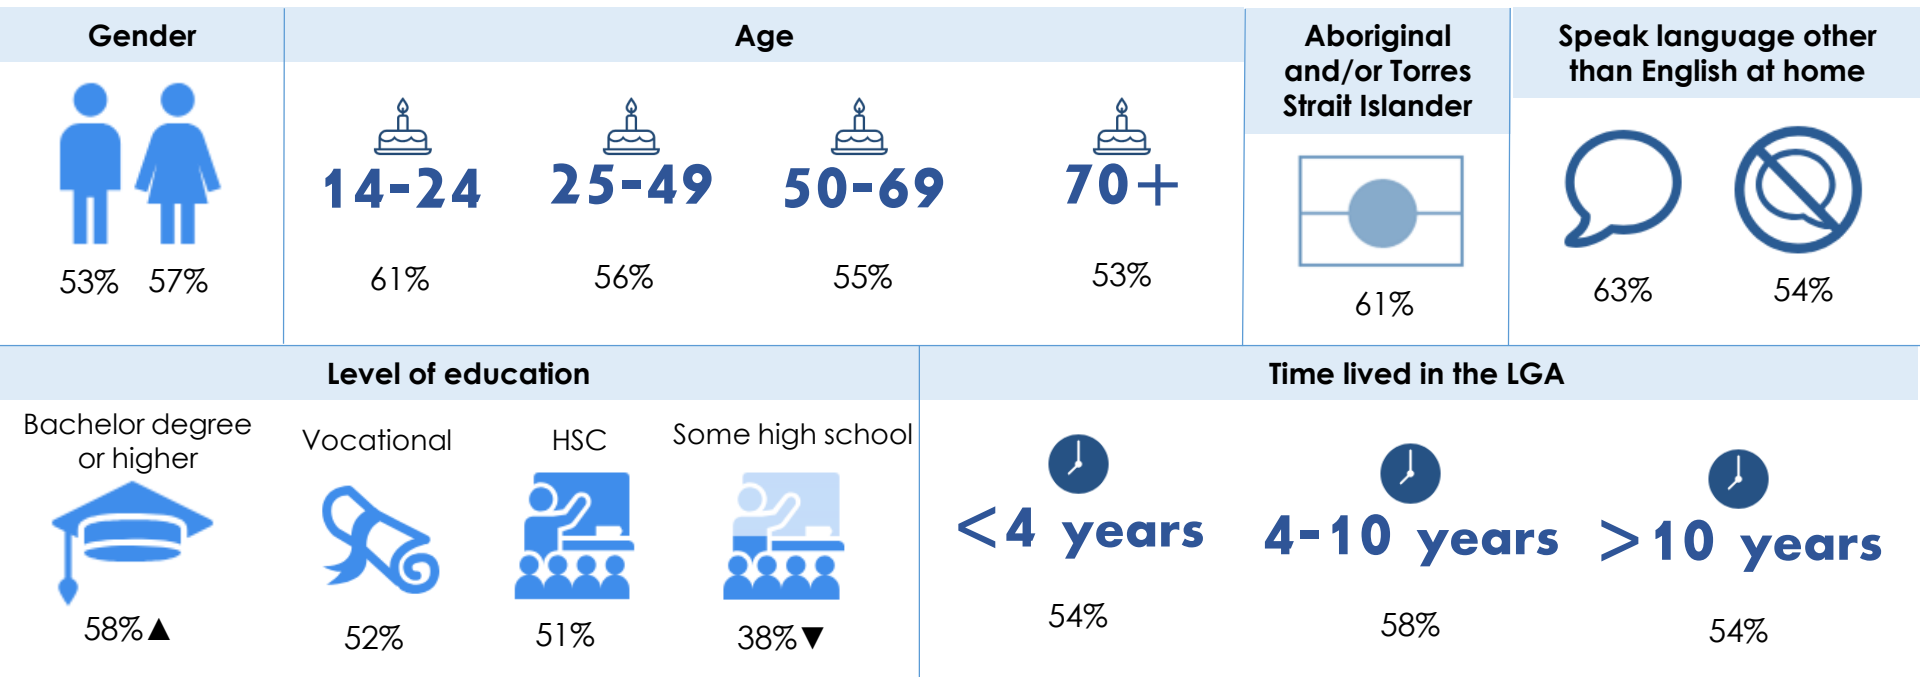 Gender
53% 57%
Age
14-24 25-49 50-69 70+
61% 56% 55% 53%
Aboriginal
and/or Torres
Strait Islander
61%
Speak language other
than English at home
63% 54%
Level of education
Bachelor degree
or higher
58%▲
Vocational
52%
HSC
51%
Some high school
38%▼
Time lived in the LGA
<4 years 4-10 years >10 years
54% 58% 54%